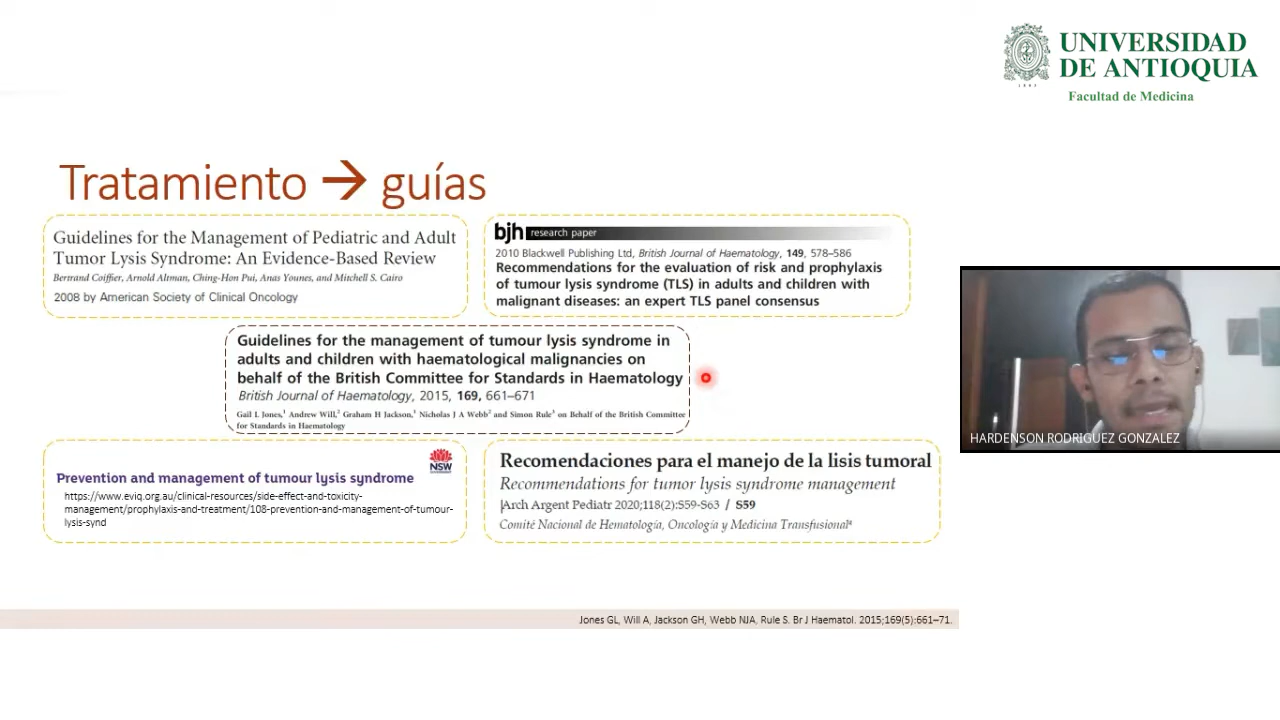 UNIVERSIDAD
DE ANTIOQUIA
Facultad de Medicina
Tratamiento → guías
Guidelines for the Management of Pediatric and Adult
Tumor Lysis Syndrome: An Evidence-Based Review
Bertrand Coiffier, Arnold Altman, Ching-Hon Pui, Anas Younes, and Mitchell S. Cairo
2008 by American Society of Clinical Oncology
bjh research paper
2010 Blackwell Publishing Ltd, British Journal of Haematology, 149, 578–586
Recommendations for the evaluation of risk and prophylaxis
of tumour lysis syndrome (TLS) in adults and children with
malignant diseases: an expert TLS panel consensus
Guidelines for the management of tumour lysis syndrome in
adults and children with haematological malignancies on
behalf of the British Committee for Standards in Haematology
British Journal of Haematology, 2015, 169, 661–671
Gail L Jones,1 Andrew Will,2 Graham H Jackson,1 Nicholas J A Webb2 and Simon Rule3 on Behalf of the British Committee
for Standards in Haematology
NSW
Prevention and management of tumour lysis syndrome
https://www.eviq.org.au/clinical-resources/side-effect-and-toxicity-
management/prophylaxis-and-treatment/108-prevention-and-management-of-tumour-
lysis-synd
Recomendaciones para el manejo de la lisis tumoral
Recommendations for tumor lysis syndrome management
Arch Argent Pediatr 2020;118(2):S59-S63 / S59
Comité Nacional de Hematología, Oncología y Medicina Transfusionalª
HARDENSON RODRIGUEZ GONZALEZ
Jones GL, Will A, Jackson GH, Webb NJA, Rule S. Br J Haematol. 2015;169(5):661–71.